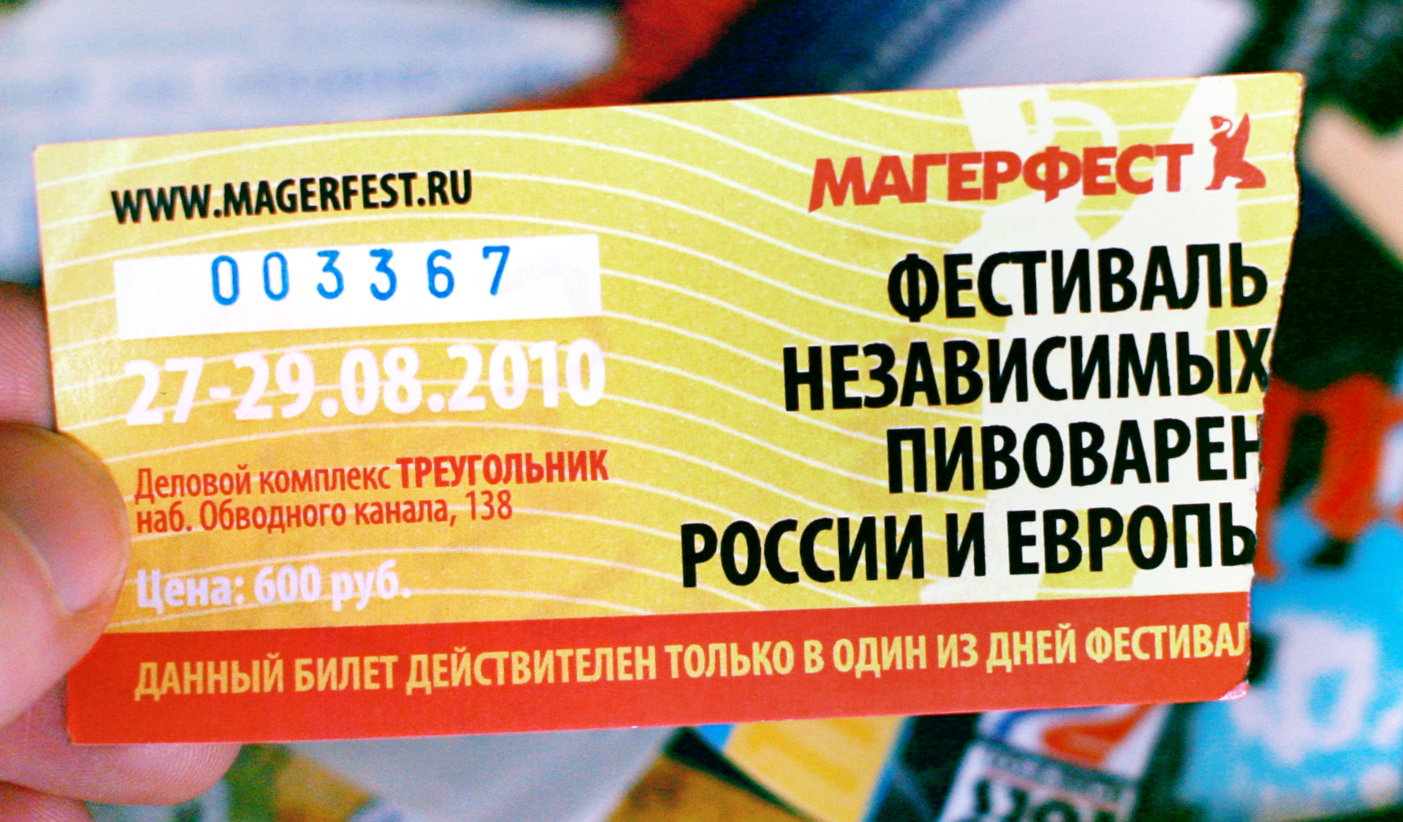 WWW.MAGERFEST.RU
003367
27-29.08.2010
Деловой комплекс ТРЕУГОЛЬНИК
наб. Обводного канала, 138
Цена: 600 руб.
МАГЕРФЕСТ
ФЕСТИВАЛЬ
НЕЗАВИСИМЫХ
ПИВОВАРЕН
РОССИИ И ЕВРОПЫ
ДАННЫЙ БИЛЕТ ДЕЙСТВИТЕЛЕН ТОЛЬКО В ОДИН ИЗ ДНЕЙ ФЕСТИВАЛ